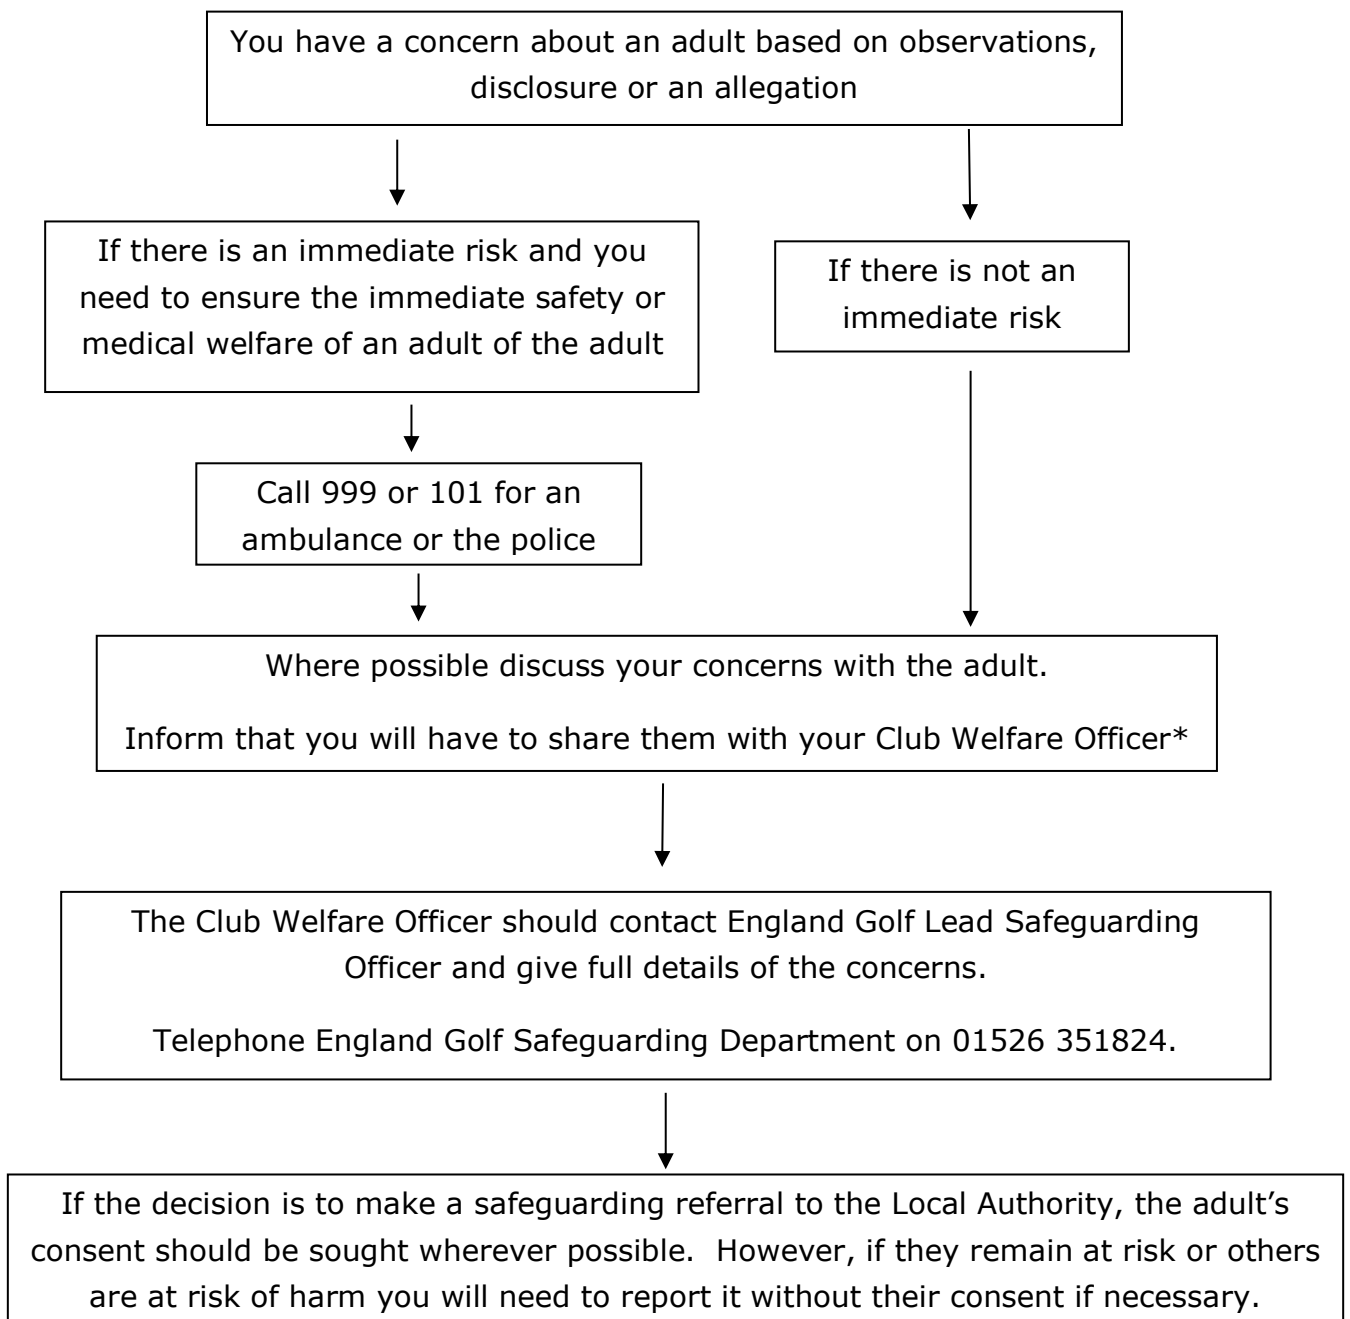 You have a concern about an adult based on observations,
disclosure or an allegation
If there is an immediate risk and you
need to ensure the immediate safety or
medical welfare of an adult of the adult
If there is not an
immediate risk
Call 999 or 101 for an
ambulance or the police
Where possible discuss your concerns with the adult.
Inform that you will have to share them with your Club Welfare Officer*
The Club Welfare Officer should contact England Golf Lead Safeguarding
Officer and give full details of the concerns.
Telephone England Golf Safeguarding Department on 01526 351824.
If the decision is to make a safeguarding referral to the Local Authority, the adult’s
consent should be sought wherever possible.  However, if they remain at risk or others
are at risk of harm you will need to report it without their consent if necessary.